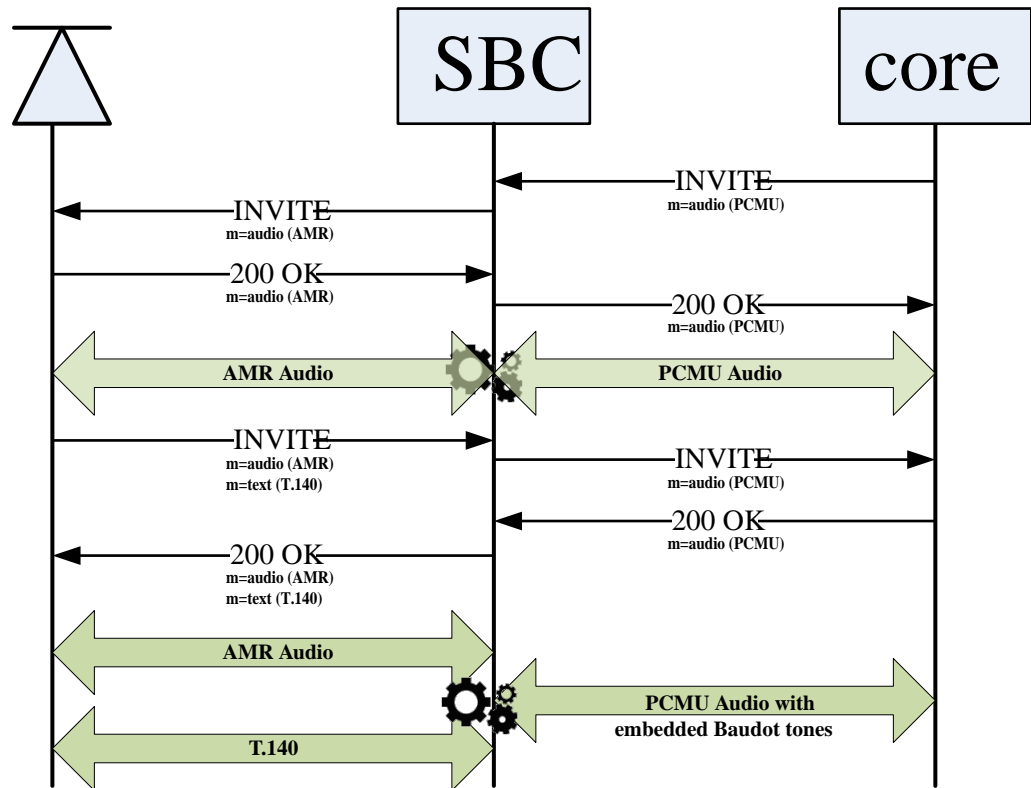 SBC
core
INVITE
m=audio (PCMU)
INVITE
m=audio (AMR)
200 OK
m=audio (AMR)
200 OK
m=audio (PCMU)
AMR Audio
PCMU Audio
INVITE
m=audio (AMR)
m=text (T.140)
INVITE
m=audio (PCMU)
200 OK
m=audio (PCMU)
200 OK
m=audio (AMR)
m=text (T.140)
AMR Audio
PCMU Audio with
embedded Baudot tones
T.140